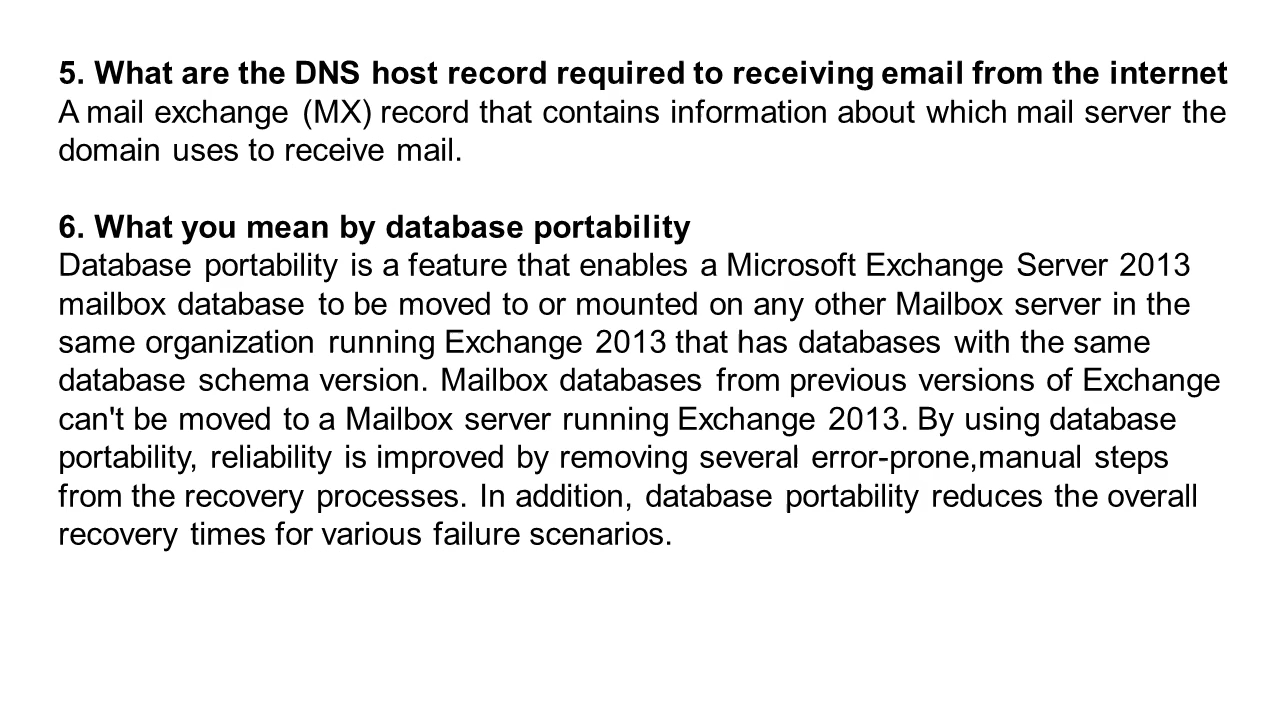 5. What are the DNS host record required to receiving email from the internet
A mail exchange (MX) record that contains information about which mail server the
domain uses to receive mail.
6. What you mean by database portability
Database portability is a feature that enables a Microsoft Exchange Server 2013
mailbox database to be moved to or mounted on any other Mailbox server in the
same organization running Exchange 2013 that has databases with the same
database schema version. Mailbox databases from previous versions of Exchange
can't be moved to a Mailbox server running Exchange 2013. By using database
portability, reliability is improved by removing several error-prone,manual steps
from the recovery processes. In addition, database portability reduces the overall
recovery times for various failure scenarios.